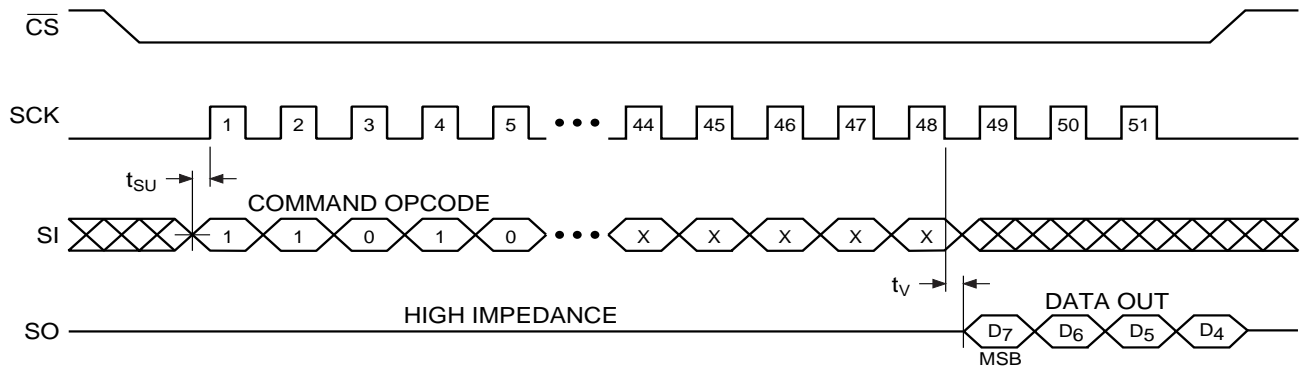 CS
SCK 1 2 3 4 5 ••• 44 45 46 47 48 49 50 51
tSU
COMMAND OPCODE
SI 1 1 0 1 0 ••• X X X X X
tV
HIGH IMPEDANCE
DATA OUT
SO D7 D6 D5 D4
MSB